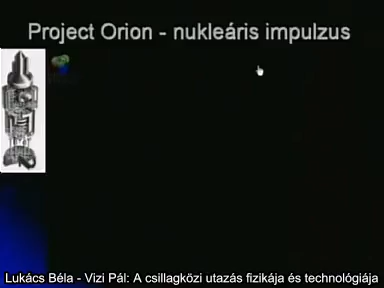 Project Orion - nukleáris impulzus
Lukács Béla - Vizi Pál: A csillagközi utazás fizikája és technológiája